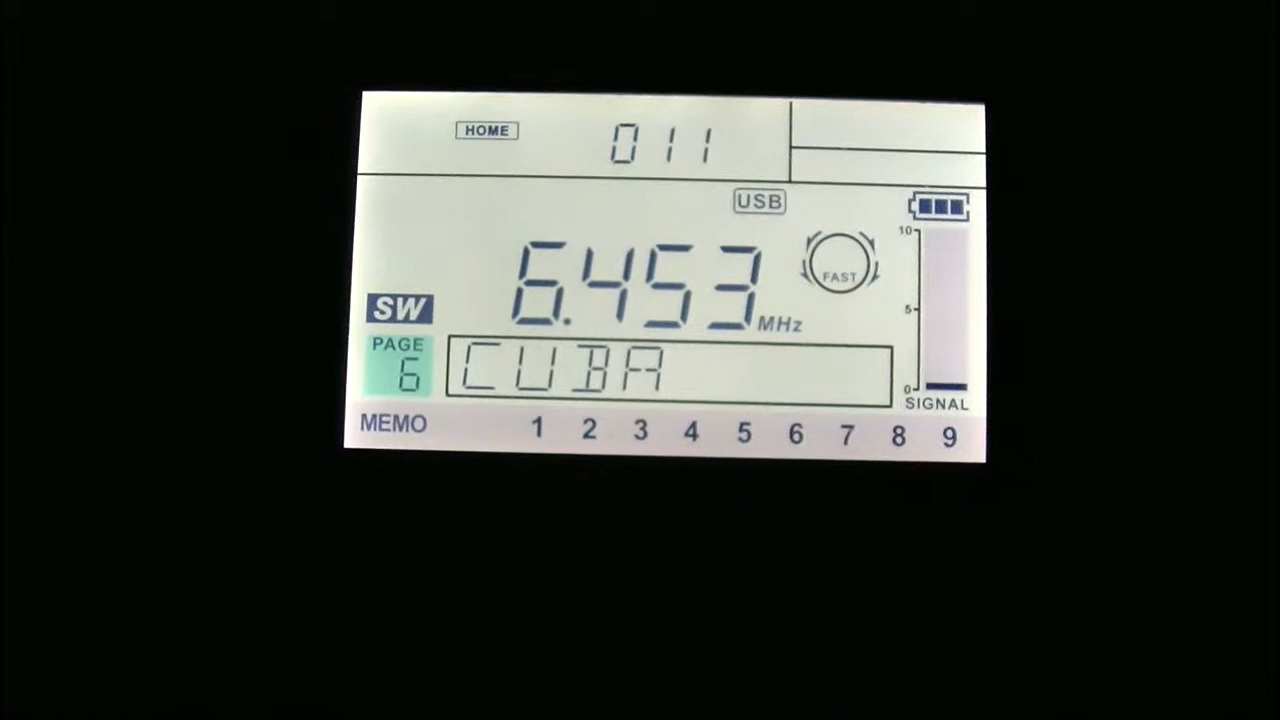 HOME 011
USB
10
6.453 MHz FAST
5
SW
PAGE
6 CUBA
0
SIGNAL
MEMO 1 2 3 4 5 6 7 8 9